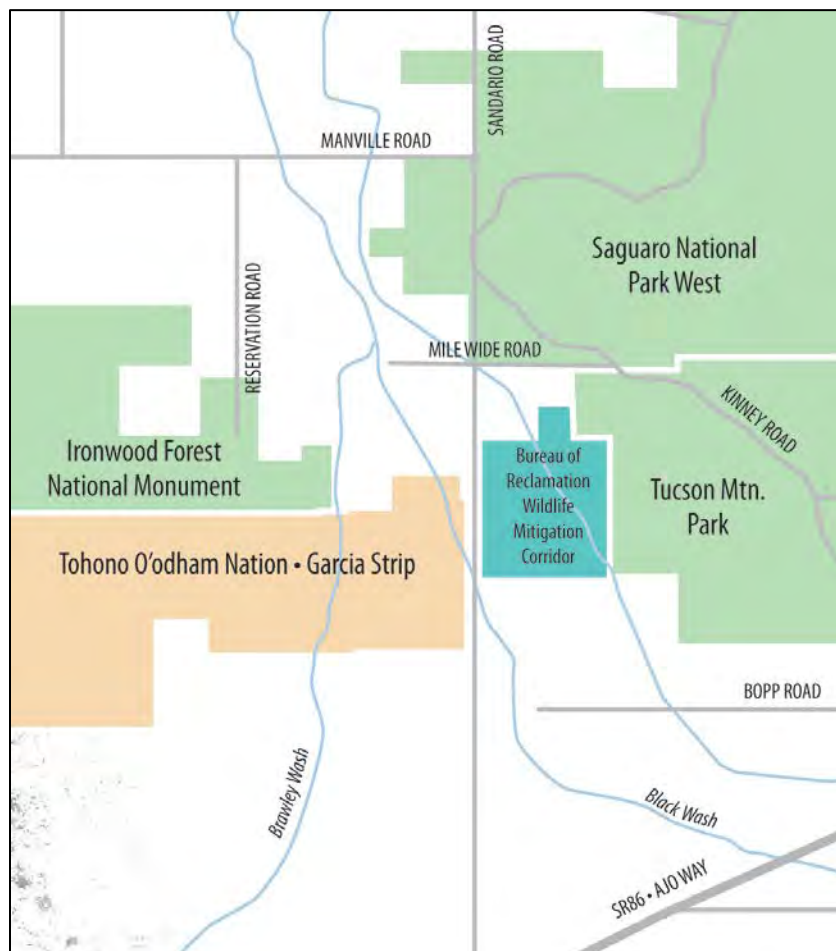 SANDARIO ROAD
MANVILLE ROAD
Saguaro National
Park West
RESERVATION ROAD
MILE WIDE ROAD
KINNEY ROAD
Ironwood Forest
National Monument
Bureau of
Reclamation
Wildlife
Mitigation
Corridor
Tucson Mtn.
Park
Tohono O'odham Nation • Garcia Strip
BOPP ROAD
Brawley Wash
Black Wash
SR86 • AJO WAY